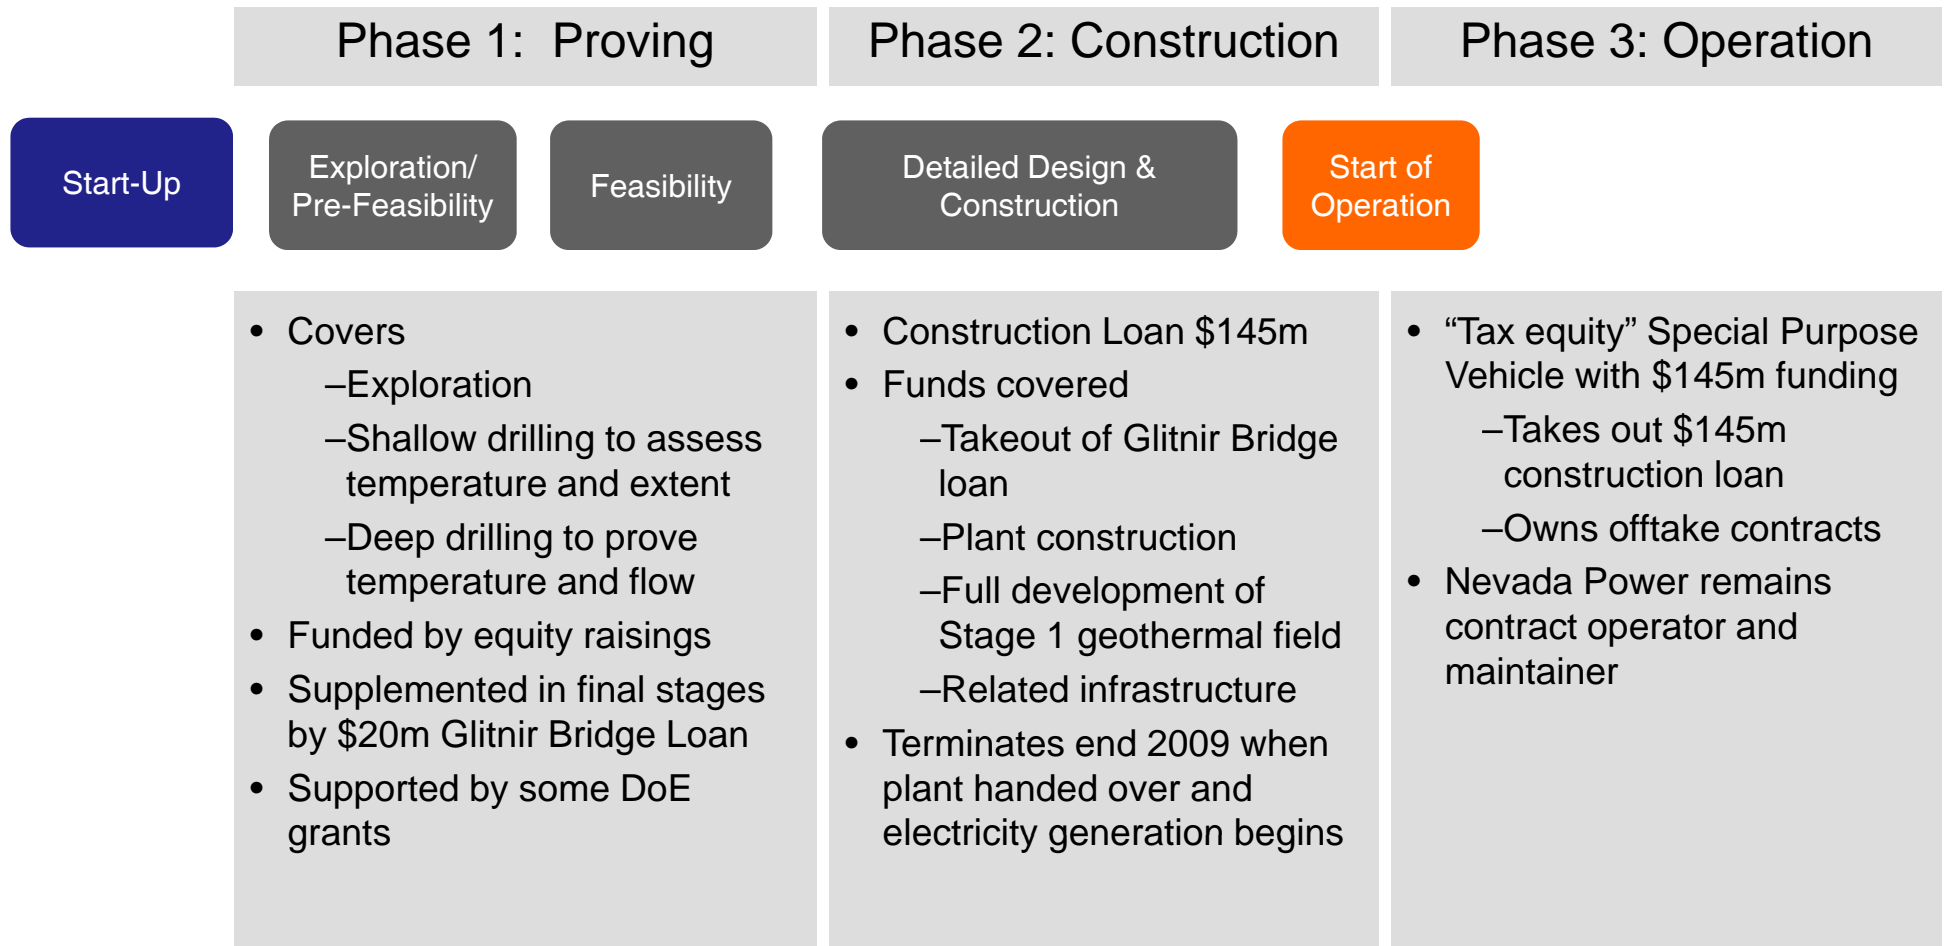 Phase 1:  Proving
Phase 2: Construction
Phase 3: Operation
Start-Up
Exploration/
Pre-Feasibility
Feasibility
Detailed Design &
Construction
Start of
Operation
• Covers
–Exploration
–Shallow drilling to assess
temperature and extent
–Deep drilling to prove
temperature and flow
• Funded by equity raisings
• Supplemented in final stages
by $20m Glitnir Bridge Loan
• Supported by some DoE
grants
• Construction Loan $145m
• Funds covered
–Takeout of Glitnir Bridge
loan
–Plant construction
–Full development of
Stage 1 geothermal field
–Related infrastructure
• Terminates end 2009 when
plant handed over and
electricity generation begins
• “Tax equity” Special Purpose
Vehicle with $145m funding
–Takes out $145m
construction loan
–Owns offtake contracts
• Nevada Power remains
contract operator and
maintainer